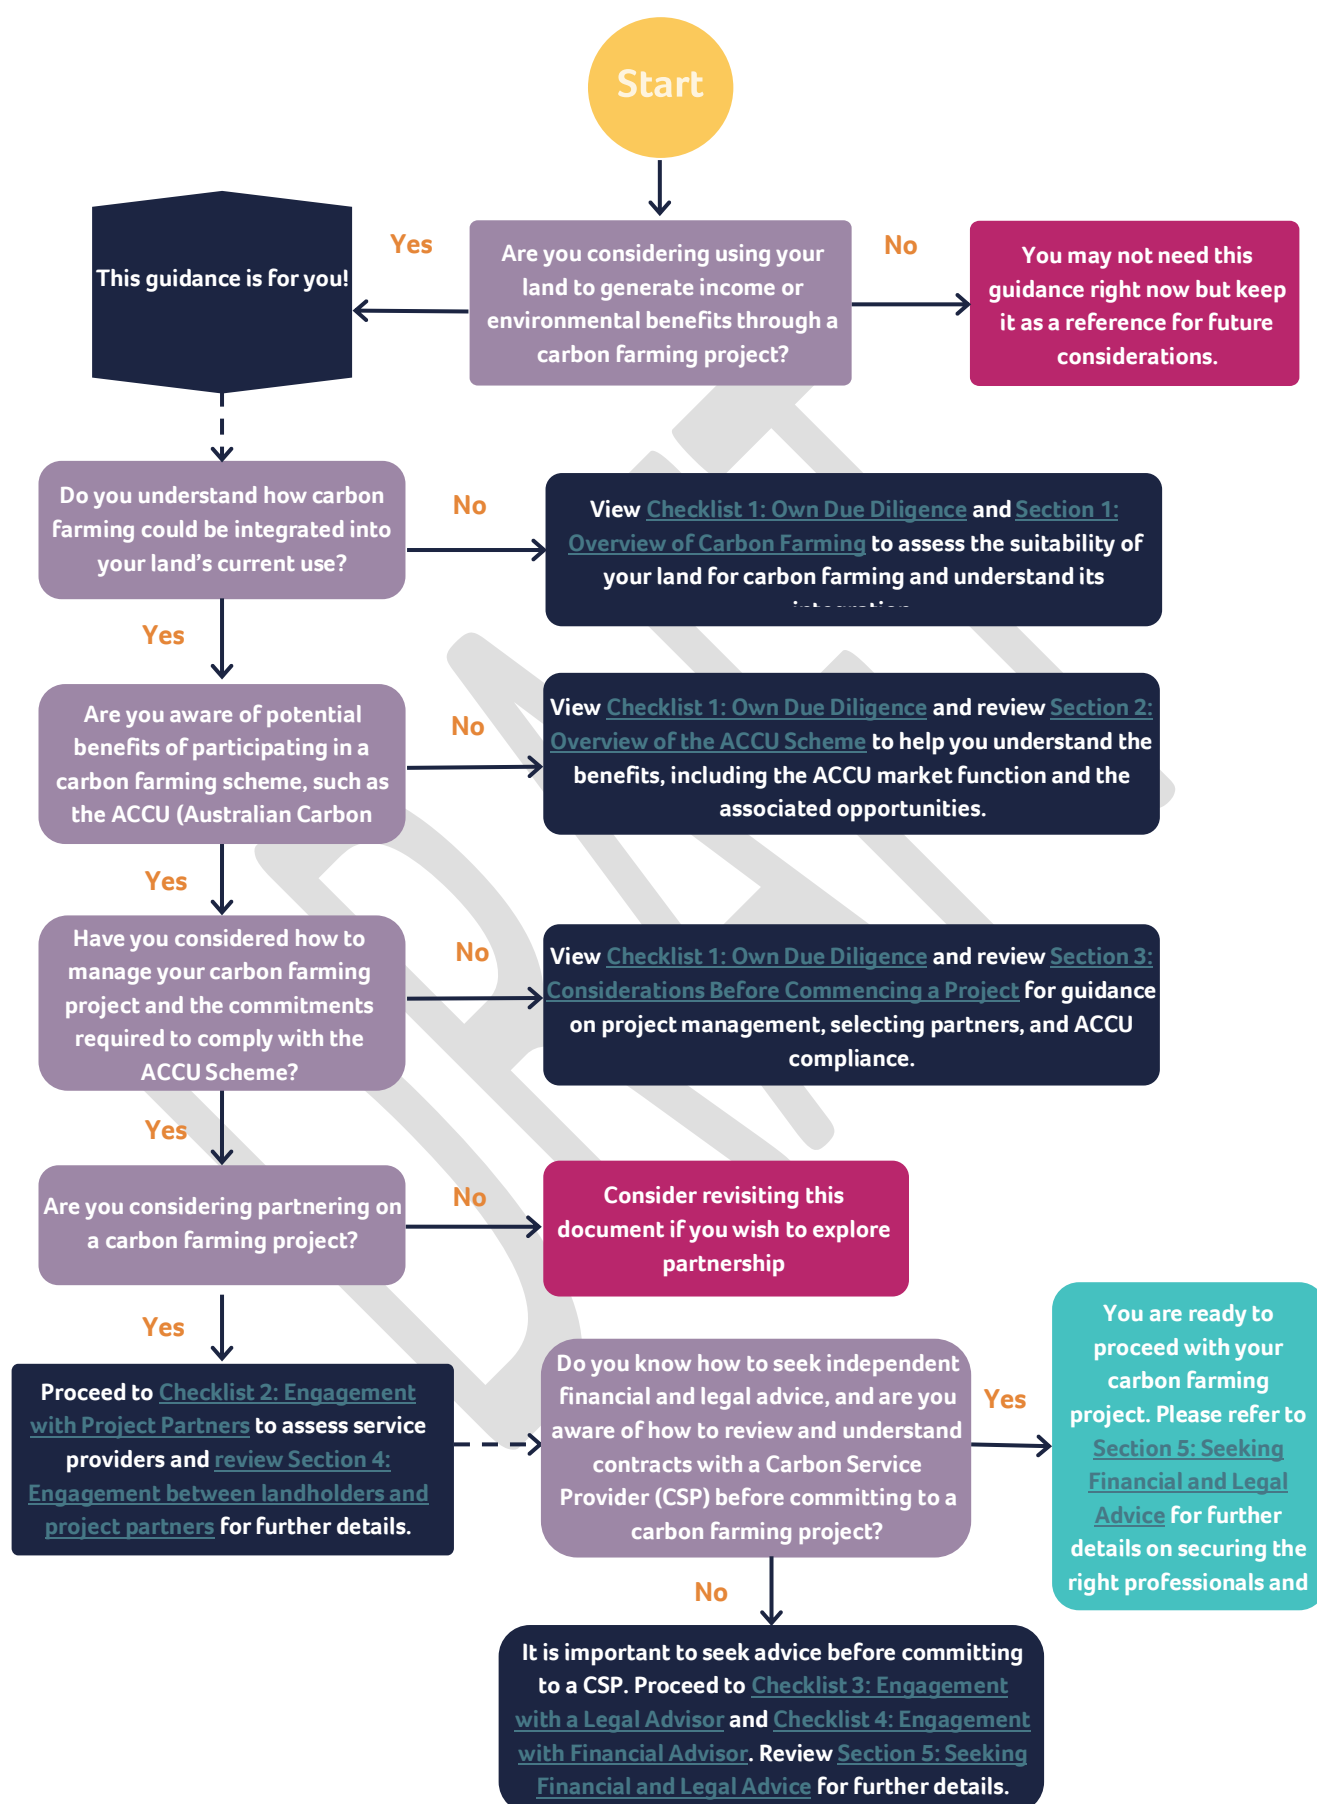 Start
This guidance is for you!
Yes
Are you considering using your
land to generate income or
environmental benefits through a
carbon farming project?
No
You may not need this
guidance right now but keep
it as a reference for future
considerations.
Do you understand how carbon
farming could be integrated into
your land's current use?
No
View Checklist 1: Own Due Diligence and Section 1:
Overview of Carbon Farming to assess the suitability of
your land for carbon farming and understand its
Yes
Are you aware of potential
benefits of participating in a
carbon farming scheme, such as
the ACCU (Australian Carbon
No
View Checklist 1: Own Due Diligence and review Section 2:
Overview of the ACCU Scheme to help you understand the
benefits, including the ACCU market function and the
associated opportunities.
Yes
Have you considered how to
manage your carbon farming
project and the commitments
required to comply with the
ACCU Scheme?
No
View Checklist 1: Own Due Diligence and review Section 3:
Considerations Before Commencing a Project for guidance
on project management, selecting partners, and ACCU
compliance.
Yes
Are you considering partnering on
a carbon farming project?
No
Consider revisiting this
document if you wish to explore
partnership
Yes
Proceed to Checklist 2: Engagement
with Project Partners to assess service
providers and review Section 4:
Engagement between landholders and
project partners for further details.
Do you know how to seek independent
financial and legal advice, and are you
aware of how to review and understand
contracts with a Carbon Service
Provider (CSP) before committing to a
carbon farming project?
Yes
You are ready to
proceed with your
carbon farming
project. Please refer to
Section 5: Seeking
Financial and Legal
Advice for further
details on securing the
right professionals and
No
It is important to seek advice before committing
to a CSP. Proceed to Checklist 3: Engagement
with a Legal Advisor and Checklist 4: Engagement
with Financial Advisor. Review Section 5: Seeking
Financial and Legal Advice for further details.
DRAFT